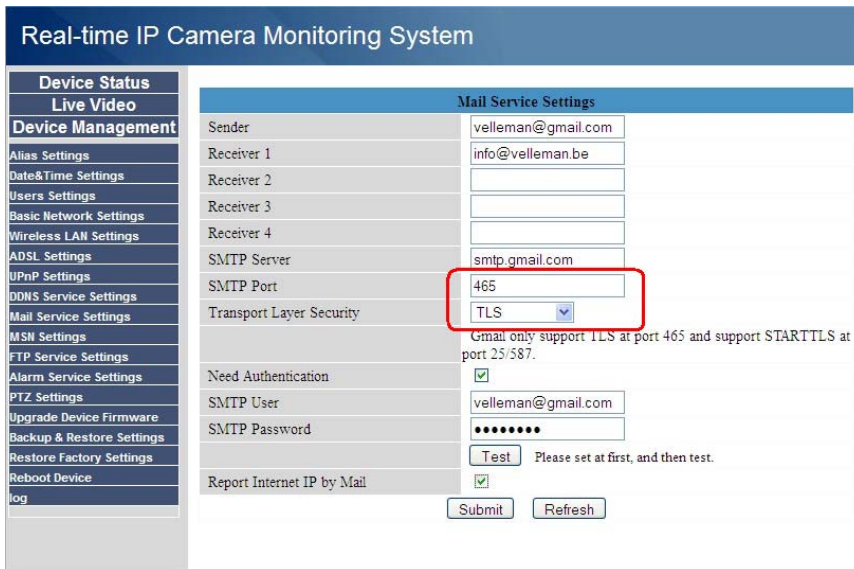 Real-time IP Camera Monitoring System
Device Status
Live Video
Device Management
Alias Settings
Date&Time Settings
Users Settings
Basic Network Settings
Wireless LAN Settings
ADSL Settings
UPnP Settings
DDNS Service Settings
Mail Service Settings
MSN Settings
FTP Service Settings
Alarm Service Settings
PTZ Settings
Upgrade Device Firmware
Backup & Restore Settings
Restore Factory Settings
Reboot Device
log
Mail Service Settings
Sender velleman@gmail.com
Receiver 1 info@velleman.be
Receiver 2
Receiver 3
Receiver 4
SMTP Server smtp.gmail.com
SMTP Port 465
Transport Layer Security TLS
Gmail only support TLS at port 465 and support STARTTLS at
port 25/587.
Need Authentication
SMTP User velleman@gmail.com
SMTP Password ●●●●●●●●
Test Please set at first, and then test.
Report Internet IP by Mail
Submit Refresh